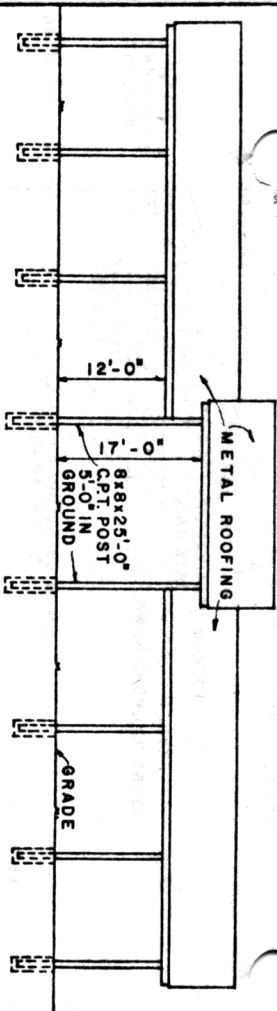 METAL ROOFING
12'-0"
17'-0"
8x8x25'-0"
C.P.T. POST
5'-0" IN
GROUND
GRADE